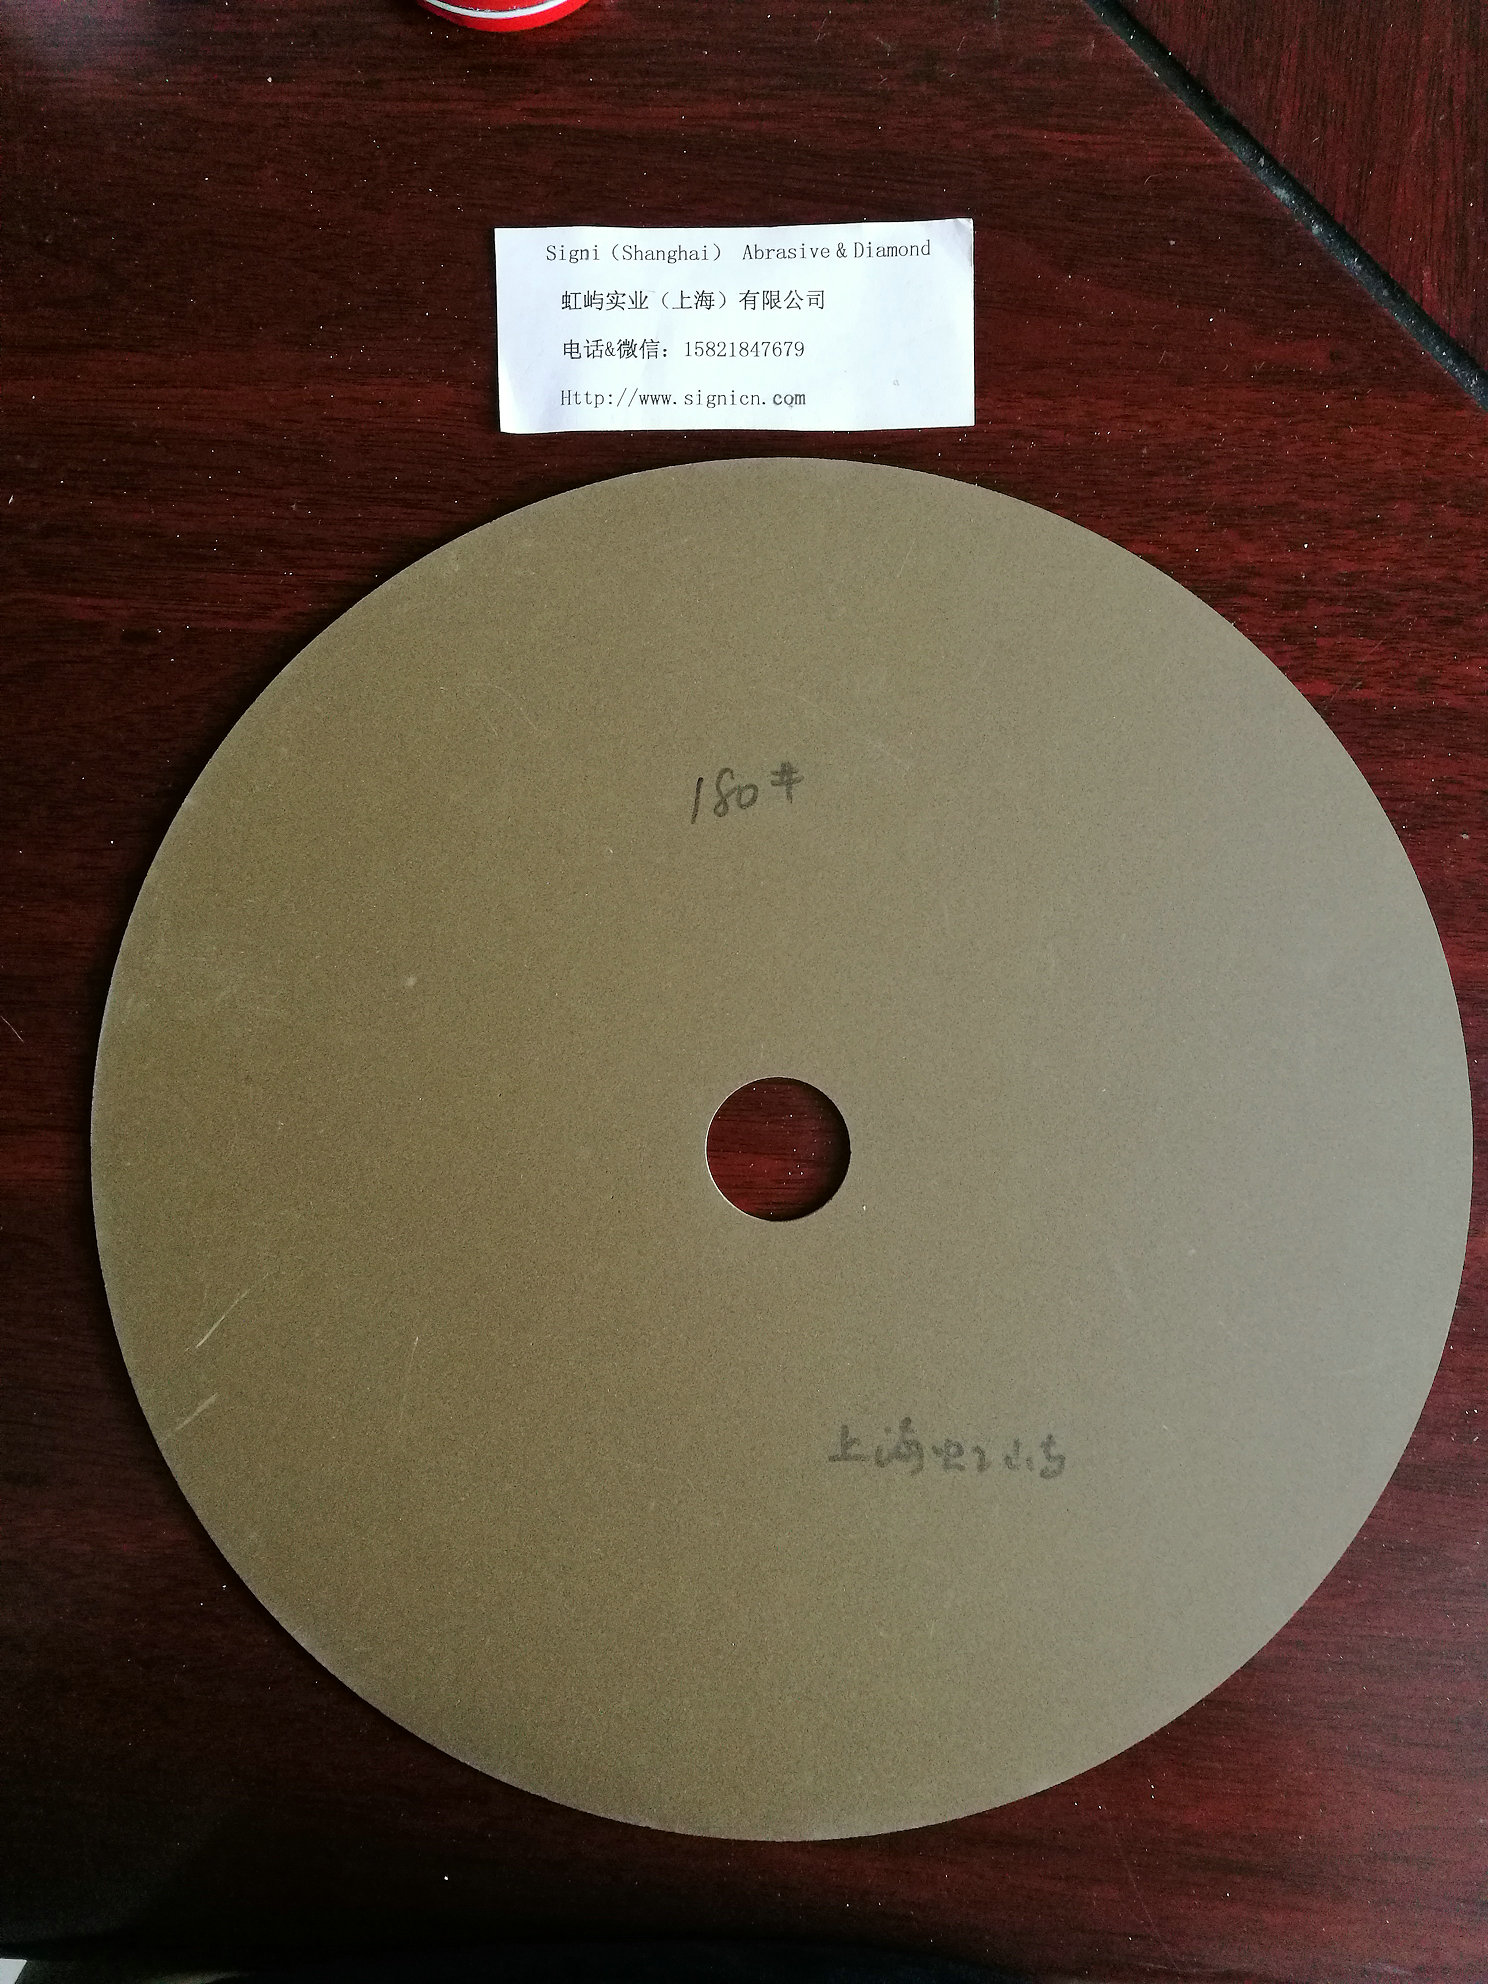 Signi（Shanghai） Abrasive＆Diamond
虹屿实业（上海）有限公司
电话&微信：15821847679
Http://www.signicn.com
180#
上海虹屿